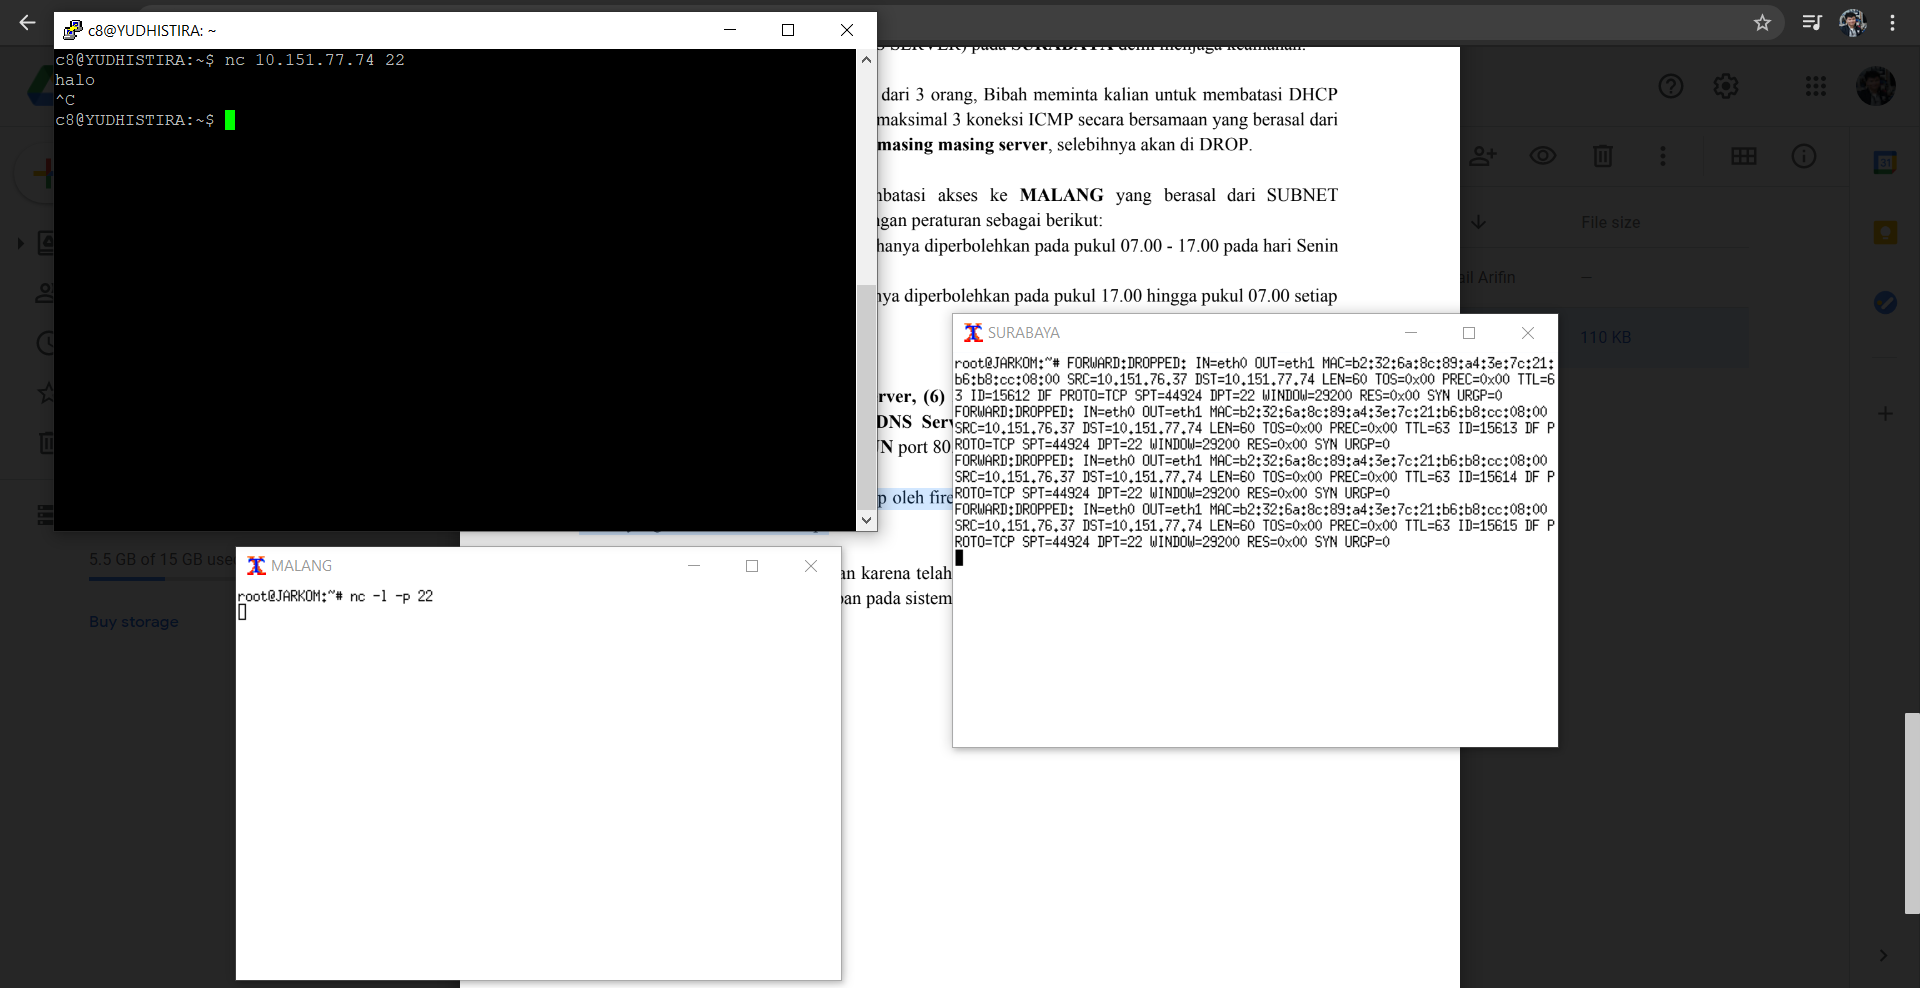 c8@YUDHISTIRA: ~
c8@YUDHISTIRA:~$ nc 10.151.77.74 22
halo
^C
c8@YUDHISTIRA:~$
pada SURABAYA demi menjaga keamanan.
dari 3 orang, Bibah meminta kalian untuk membatasi DHCP
maksimal 3 koneksi ICMP secara bersamaan yang berasal dari
masing masing server, selebihnya akan di DROP.
akses ke MALANG yang berasal dari SUBNET
peraturan sebagai berikut:
hanya diperbolehkan pada pukul 07.00 - 17.00 pada hari Senin
diperbolehkan pada pukul 17.00 hingga pukul 07.00 setiap
(6)
DNS
port 80
oleh
karena telah
pada sistem
File size
Arifin
—
110 KB
31
5.5 GB of 15 GB used
Buy storage
SURABAYA
root@JARKOM:~# FORWARD:DROPPED: IN=eth0 OUT=eth1 MAC=b2:32:6a:8c:89:a4:3e:7c:21:
b6:b8:cc:08:00 SRC=10.151.76.37 DST=10.151.77.74 LEN=60 TOS=0x00 PREC=0x00 TTL=6
3 ID=15612 DF PROTO=TCP SPT=44924 DPT=22 WINDOW=29200 RES=0x00 SYN URGP=0
FORWARD:DROPPED: IN=eth0 OUT=eth1 MAC=b2:32:6a:8c:89:a4:3e:7c:21:b6:b8:cc:08:00
SRC=10.151.76.37 DST=10.151.77.74 LEN=60 TOS=0x00 PREC=0x00 TTL=63 ID=15613 DF P
ROTO=TCP SPT=44924 DPT=22 WINDOW=29200 RES=0x00 SYN URGP=0
FORWARD:DROPPED: IN=eth0 OUT=eth1 MAC=b2:32:6a:8c:89:a4:3e:7c:21:b6:b8:cc:08:00
SRC=10.151.76.37 DST=10.151.77.74 LEN=60 TOS=0x00 PREC=0x00 TTL=63 ID=15614 DF P
ROTO=TCP SPT=44924 DPT=22 WINDOW=29200 RES=0x00 SYN URGP=0
FORWARD:DROPPED: IN=eth0 OUT=eth1 MAC=b2:32:6a:8c:89:a4:3e:7c:21:b6:b8:cc:08:00
SRC=10.151.76.37 DST=10.151.77.74 LEN=60 TOS=0x00 PREC=0x00 TTL=63 ID=15615 DF P
ROTO=TCP SPT=44924 DPT=22 WINDOW=29200 RES=0x00 SYN URGP=0
MALANG
root@JARKOM:~# nc -l -p 22